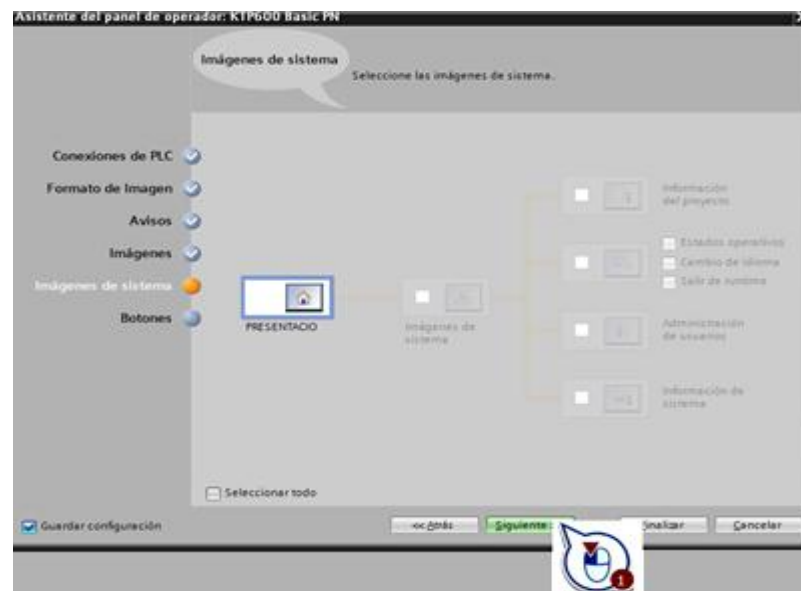 Asistente del panel de operador: KTP600 Basic PN
Imágenes de sistema
Seleccione las imágenes de sistema.
Conexiones de PLC
Formato de Imagen
Avisos
Imágenes
Imágenes de sistema
Botones
PRESENTACIO
Imágenes de
sistema
Información
del proyecto
Estados operativos
Cambio de idioma
Salir de runtime
Administración
de usuarios
Información de
sistema
Seleccionar todo
Guardar configuración
<< Atrás
Siguiente
Finalizar
Cancelar
1